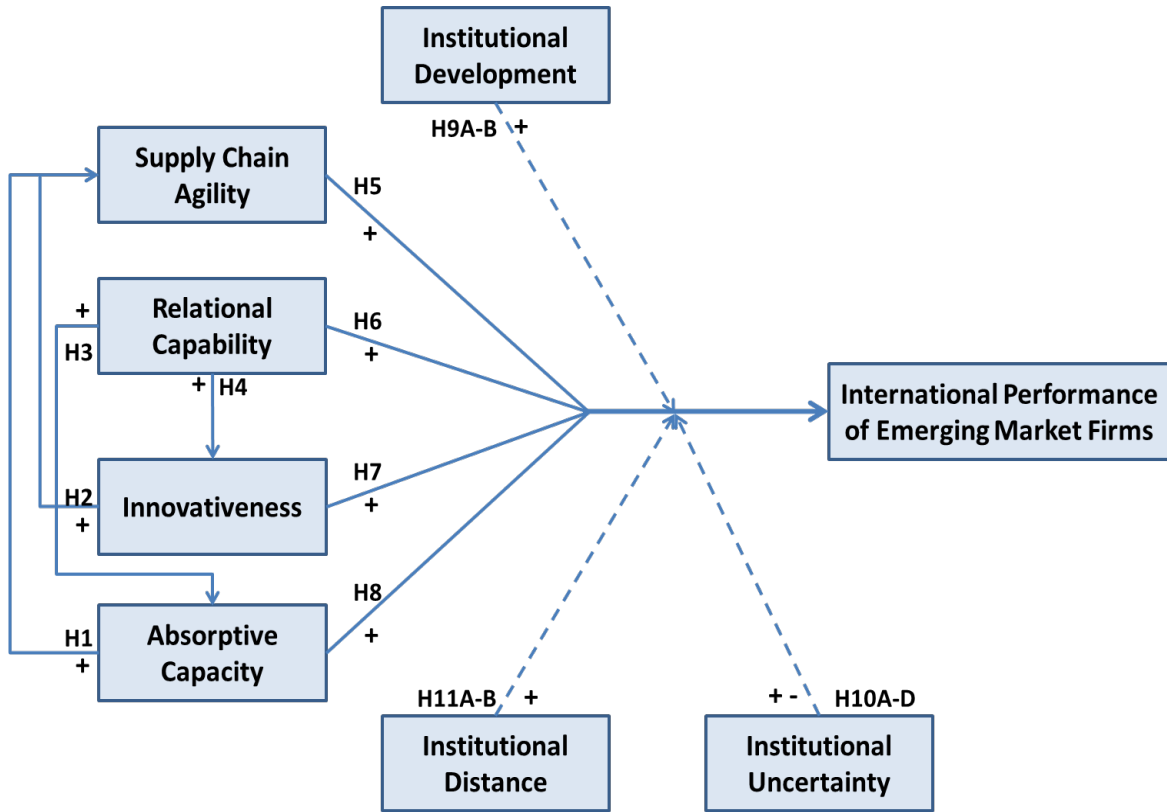 Institutional
Development
H9A-B +
Supply Chain
Agility
H5
+
Relational
Capability
+
H3
H6
+
+ H4
International Performance
of Emerging Market Firms
Innovativeness
H2
+
H7
+
Absorptive
Capacity
H1
+
H8
+
H11A-B +
Institutional
Distance
+ - H10A-D
Institutional
Uncertainty